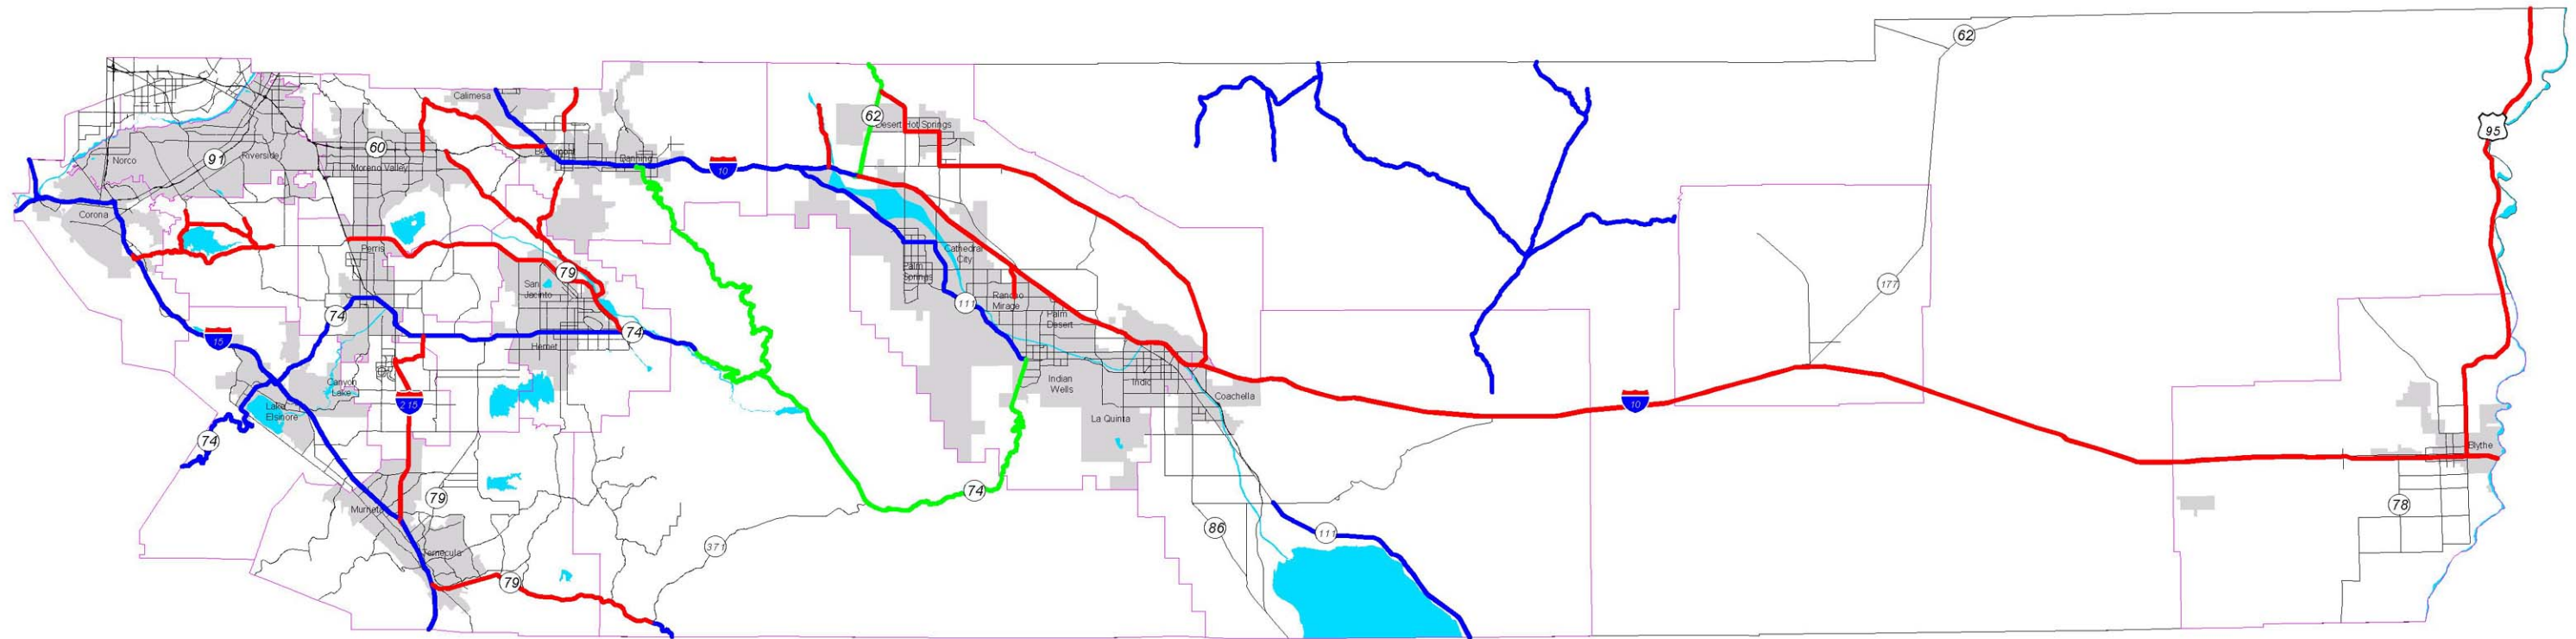 62
95
Calimesa
62
Desert Hot Springs
60
Norco
91
Riverside
Moreno Valley
Beaumont
Banning
10
Corona
Perris
79
San
Jacinto
Palm
Springs
Cathedral
City
111
Rancho
Mirage
Palm
Desert
177
74
74
15
Hemet
Canyon
Lake
215
Lake
Elsinore
74
Indian
Wells
Indio
Coachella
La Quinta
10
Blythe
79
Murrieta
74
78
86
111
Temecula
371
79